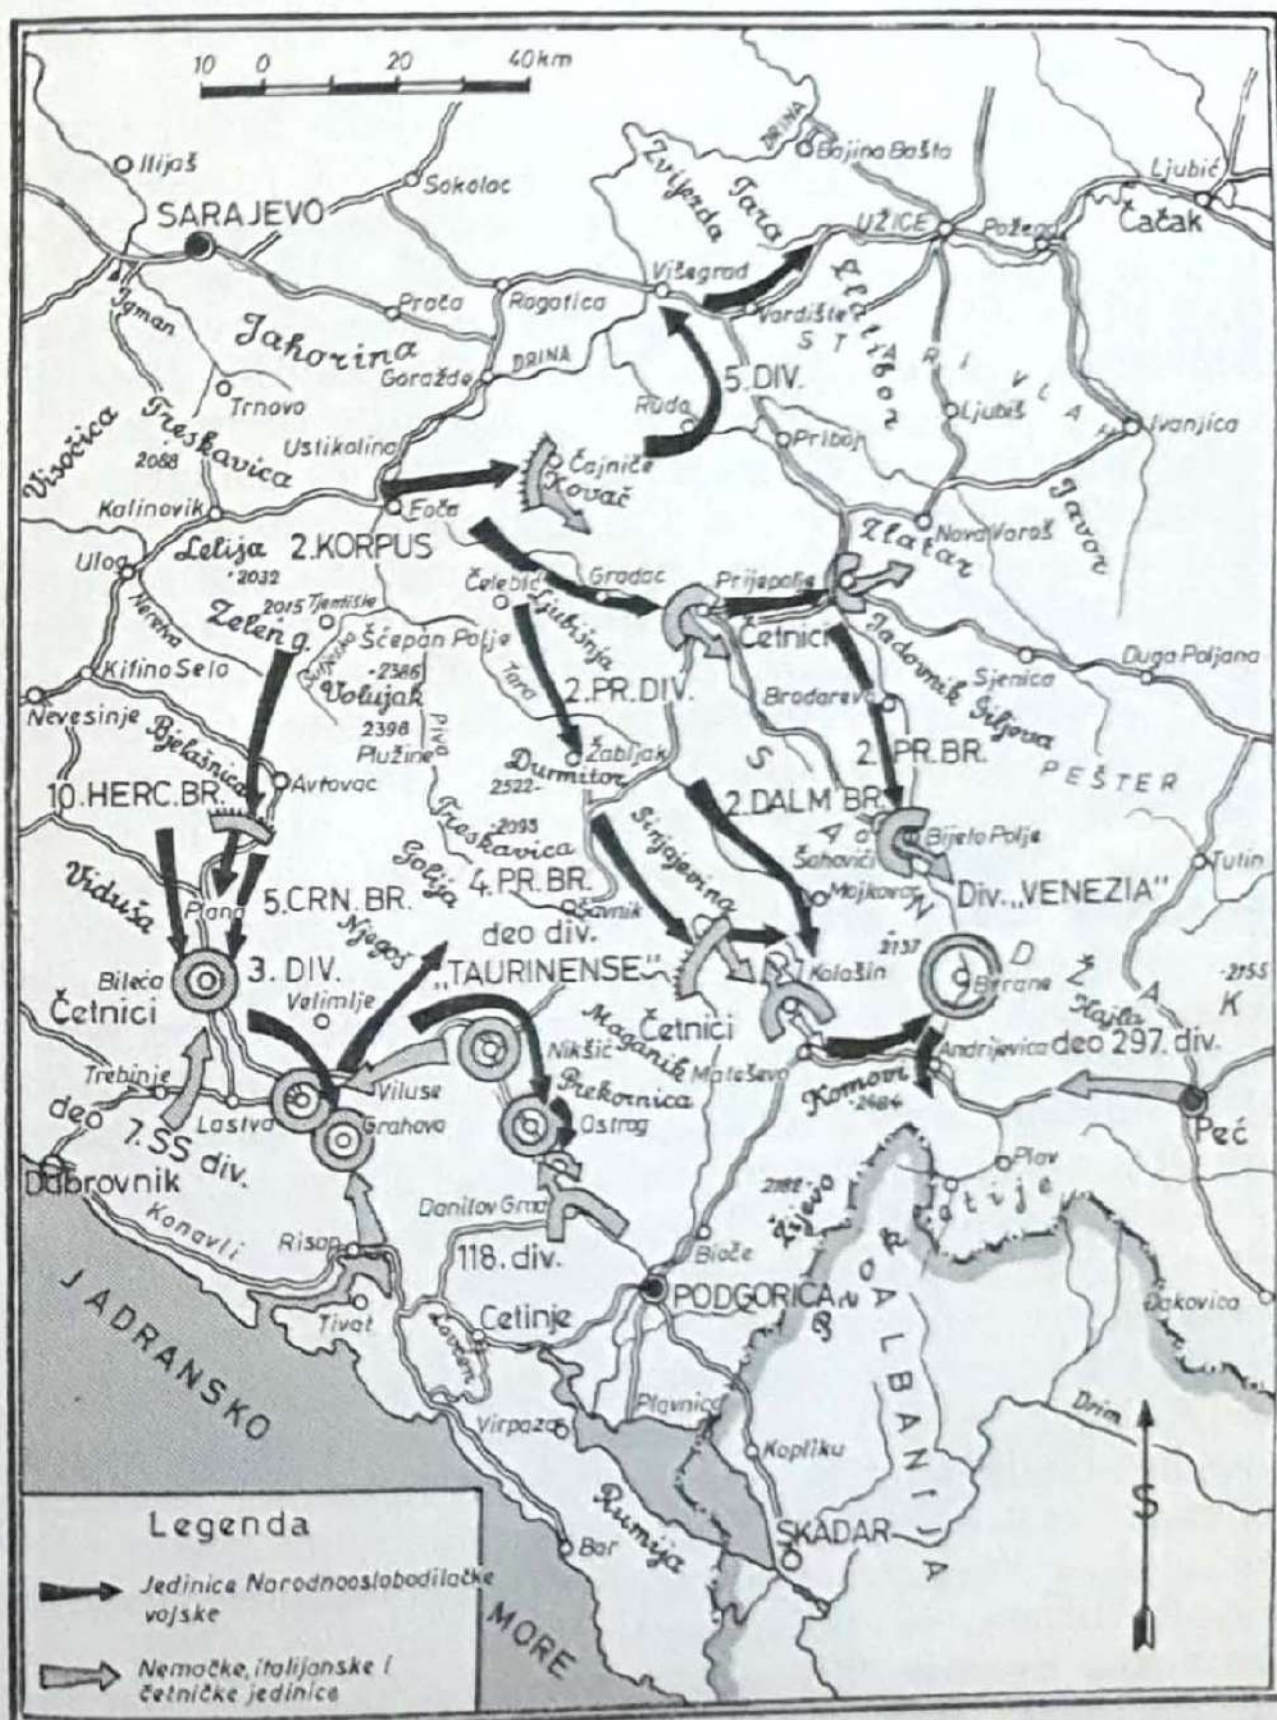 10 0 20 40km
DRINA
Bajina Bašta
Ilijaš
Zvijezda
Tara
Ljubić
Sokolac
SARAJEVO
UŽICE
Požega
Čačak
Višegrad
Igman
Prača
Rogatica
Vardište
Zlatibor
STARI VLAH
Jahorina
DRINA
Goražde
5. DIV.
Trnovo
Rudo
Ljubiš
Ivanjica
Visočica
Treskavica
2088
Ustikolina
Priboj
Čajniče
Kovač
Kalinovik
Foča
Nova Varoš
Javor
Zlatar
Ulog
Lelija
2032
2. KORPUS
Gradac
Prijepolje
Čelebić
Ljubišnja
Četnici
Neretva
Zelen g.
2015
Tjentište
Sutjeska
Šćepan Polje
Tara
Jadovnik
Kifino Selo
2386
Volujak
2.PR.DIV.
Brodarevo
Sjenica
Duga Poljana
Giljeva
Nevesinje
2398
Plužine
Piva
Bjelašnica
Žabljak
Durmitor
2522
2. PR. BR.
PEŠTER
Avtovac
10. HERC. BR.
2.DALM BR.
SANDŽAK
Treskavica
2095
Sinjajevina
Bijelo Polje
Šahovići
Tutin
Golija
4. PR. BR.
Viduša
5. CRN. BR.
Šavnik
Mojkovac
Div. „VENEZIA"
Plana
Njegoš
deo div.
2137
Bileća
3. DIV.
„TAURINENSE"
Kolašin
Berane
2155
Četnici
Velimlje
Hajla
Maganik
Četnici
Nikšić
Andrijevica
deo 297. div.
Trebinje
Viluse
Prekornica
Mateševo
Komovi
2484
deo
7. SS div.
Lastva
Grahovo
Ostrog
Peć
Dubrovnik
Plav
Danilov Grad
2182
Žijevo
Konavli
Risan
118. div.
Bioče
PODGORICA
Tivat
Cetinje
Lovćen
Đakovica
JADRANSKO
MORE
Plavnica
ALBANIJA
Drim
Virpazar
Kopliku
Rumija
SKADAR
Bar
S
Legenda
Jedinice Narodnooslobodilačke
vojske
Nemačke, italijanske i
četničke jedinice